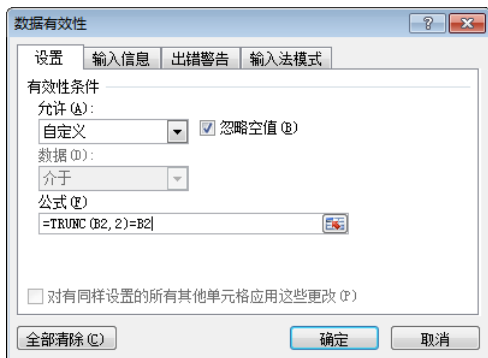 数据有效性
设置 输入信息 出错警告 输入法模式
有效性条件
允许(A):
自定义 忽略空值(B)
数据(D):
介于
公式(F)
=TRUNC(B2,2)=B2
对有同样设置的所有其他单元格应用这些更改(P)
全部清除(C) 确定 取消